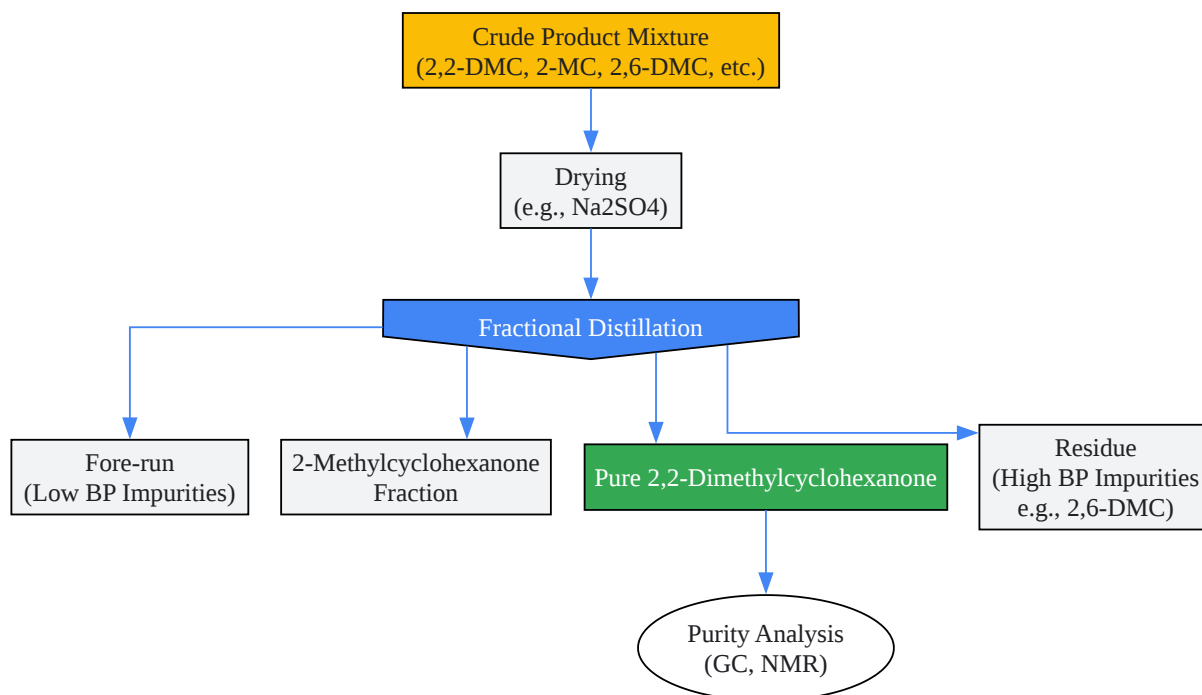 Crude Product Mixture
(2,2-DMC, 2-MC, 2,6-DMC, etc.)
Drying
(e.g., Na2SO4)
Fractional Distillation
Fore-run
(Low BP Impurities)
2-Methylcyclohexanone
Fraction
Pure 2,2-Dimethylcyclohexanone
Residue
(High BP Impurities
e.g., 2,6-DMC)
Purity Analysis
(GC, NMR)